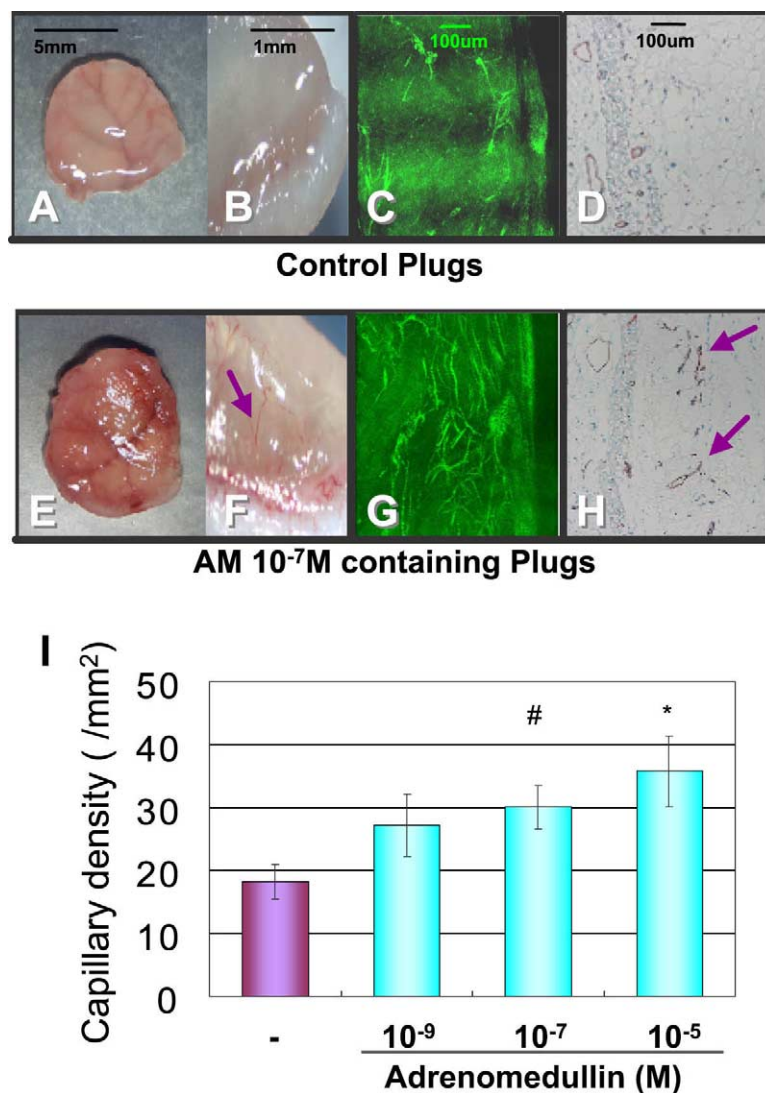 5mm 1mm 100um 100um
A B C D
Control Plugs
E F G H
AM 10⁻⁷M containing Plugs
I
Capillary density ( /mm²)
50
40
30
20
10
0
# *
- 10⁻⁹ 10⁻⁷ 10⁻⁵
Adrenomedullin (M)